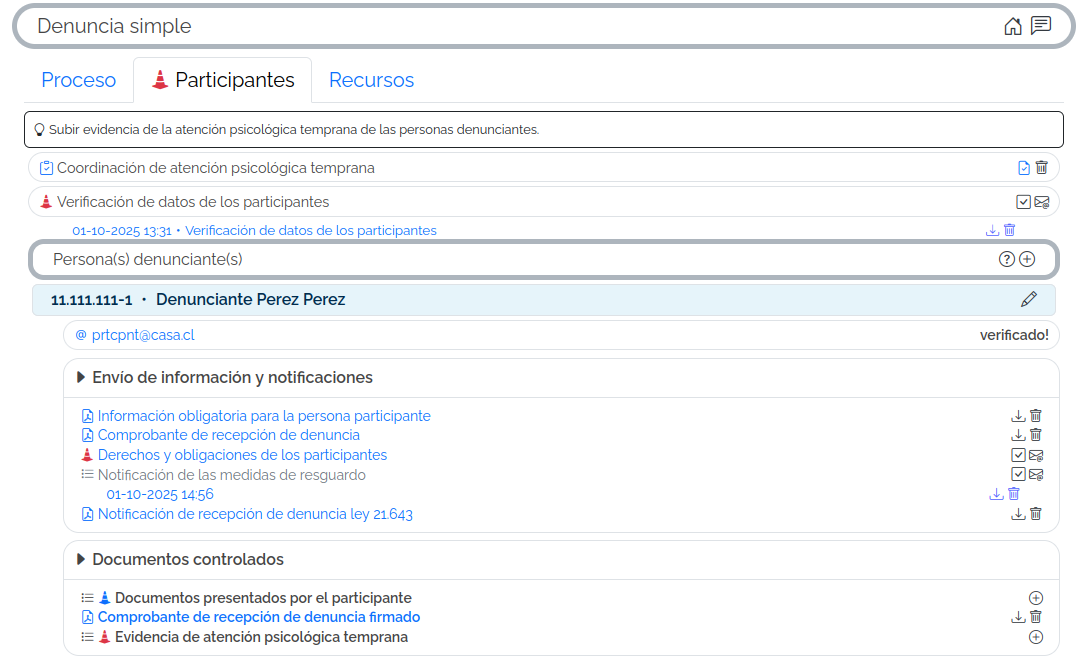 Denuncia simple
Proceso
Participantes
Recursos
Subir evidencia de la atención psicológica temprana de las personas denunciantes.
Coordinación de atención psicológica temprana
Verificación de datos de los participantes
01-10-2025 13:31 • Verificación de datos de los participantes
Persona(s) denunciante(s)
11.111.111-1 · Denunciante Perez Perez
@ prtcpnt@casa.cl verificado!
Envío de información y notificaciones
Información obligatoria para la persona participante
Comprobante de recepción de denuncia
Derechos y obligaciones de los participantes
Notificación de las medidas de resguardo
01-10-2025 14:56
Notificación de recepción de denuncia ley 21.643
Documentos controlados
Documentos presentados por el participante
Comprobante de recepción de denuncia firmado
Evidencia de atención psicológica temprana